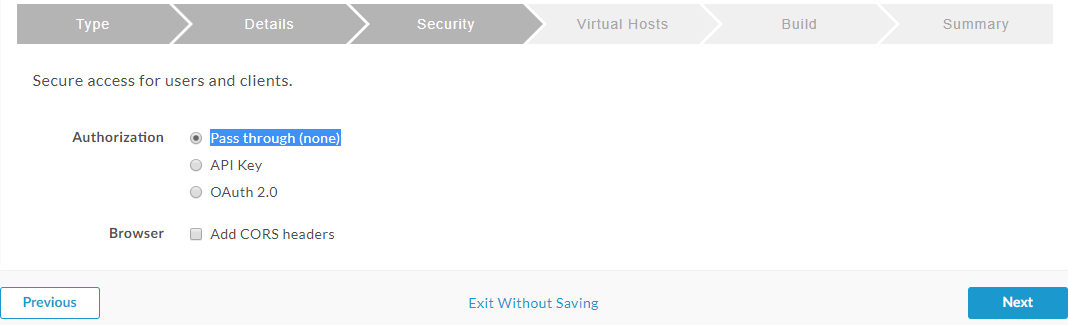 Type Details Security Virtual Hosts Build Summary
Secure access for users and clients.
Authorization Pass through (none)
API Key
OAuth 2.0
Browser Add CORS headers
Previous Exit Without Saving Next